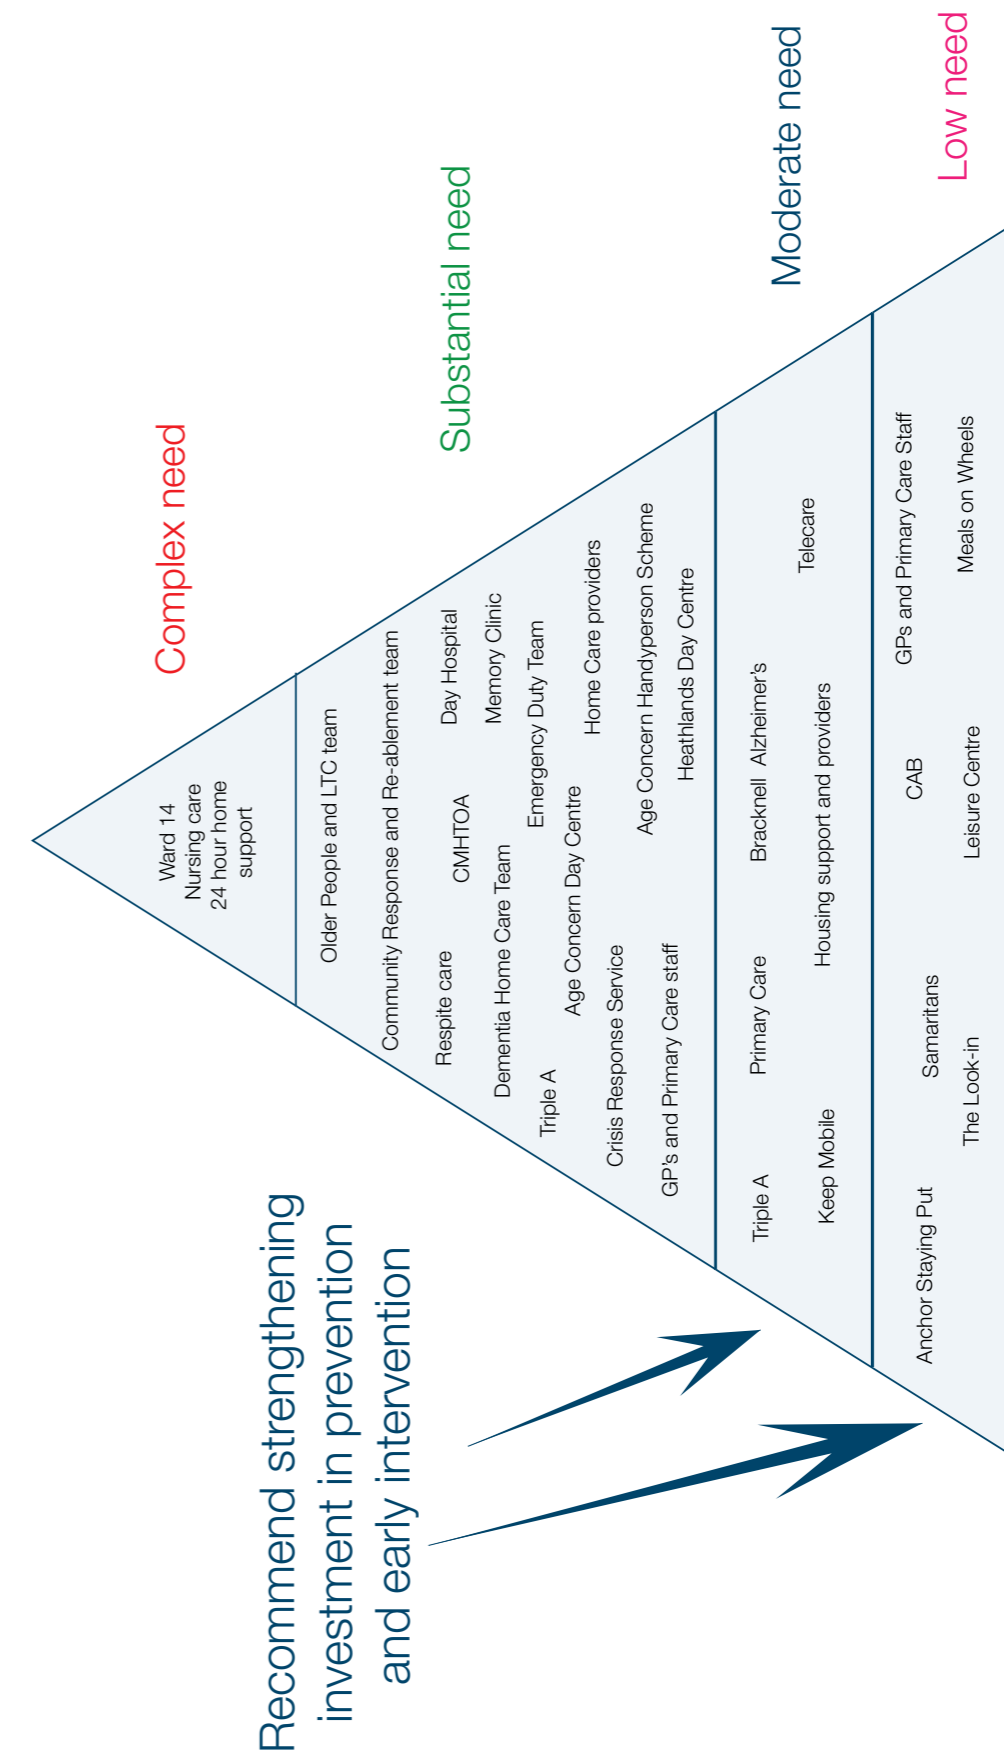 Recommend strengthening
investment in prevention
and early intervention
Complex need
Ward 14
Nursing care
24 hour home
support
Substantial need
Older People and LTC team
Community Response and Re-ablement team
Respite care
CMHTOA
Day Hospital
Dementia Home Care Team
Memory Clinic
Triple A
Emergency Duty Team
Age Concern Day Centre
Home Care providers
Crisis Response Service
Age Concern Handyperson Scheme
GP's and Primary Care staff
Heathlands Day Centre
Moderate need
Triple A
Primary Care
Bracknell Alzheimer's
Telecare
Keep Mobile
Housing support and providers
Low need
Anchor Staying Put
Samaritans
CAB
GPs and Primary Care Staff
The Look-in
Leisure Centre
Meals on Wheels